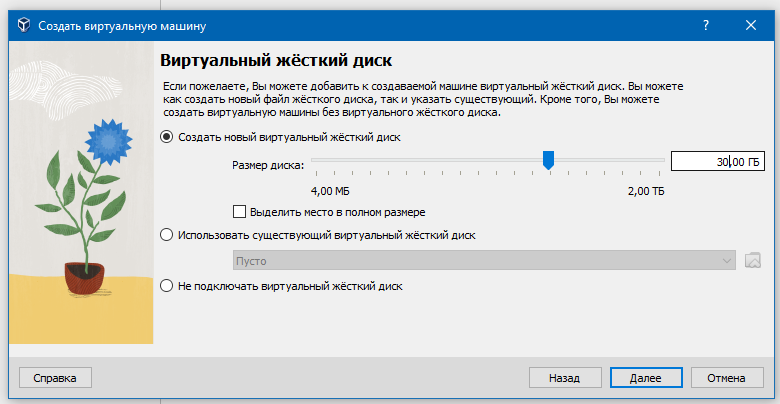 Создать виртуальную машину
Виртуальный жёсткий диск
Если пожелаете, Вы можете добавить к создаваемой машине виртуальный жёсткий диск. Вы можете
как создать новый файл жёсткого диска, так и указать существующий. Кроме того, Вы можете
создать виртуальную машины без виртуального жёсткого диска.
Создать новый виртуальный жёсткий диск
Размер диска:
30,00 ГБ
4,00 МБ
2,00 ТБ
Выделить место в полном размере
Использовать существующий виртуальный жёсткий диск
Пусто
Не подключать виртуальный жёсткий диск
Справка
Назад
Далее
Отмена